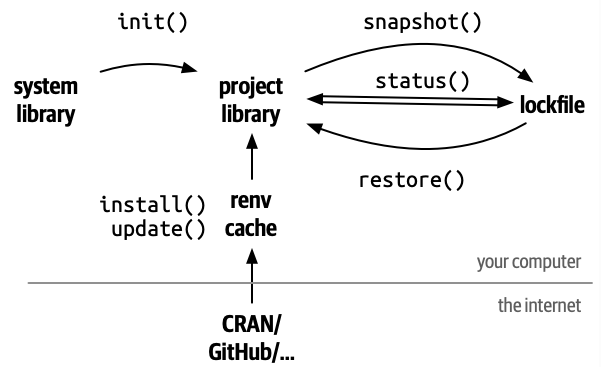 init()
snapshot()
system
library
project
library
status()
lockfile
restore()
install()
update()
renv
cache
your computer
the internet
CRAN/
GitHub/...